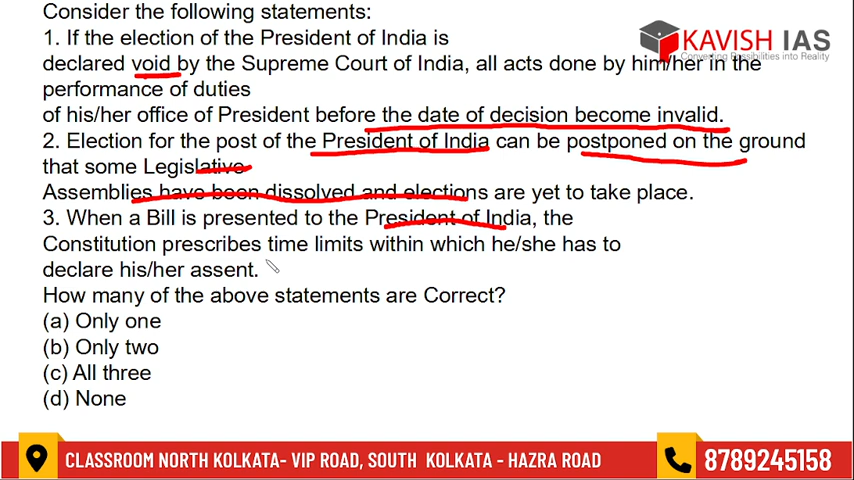 Consider the following statements:
1. If the election of the President of India is
declared void by the Supreme Court of India, all acts done by him/her in the
performance of duties
of his/her office of President before the date of decision become invalid.
2. Election for the post of the President of India can be postponed on the ground
that some Legislative
Assemblies have been dissolved and elections are yet to take place.
3. When a Bill is presented to the President of India, the
Constitution prescribes time limits within which he/she has to
declare his/her assent.
How many of the above statements are Correct?
(a) Only one
(b) Only two
(c) All three
(d) None
KAVISH IAS
Converting Possibilities into Reality
CLASSROOM NORTH KOLKATA- VIP ROAD, SOUTH KOLKATA - HAZRA ROAD
8789245158